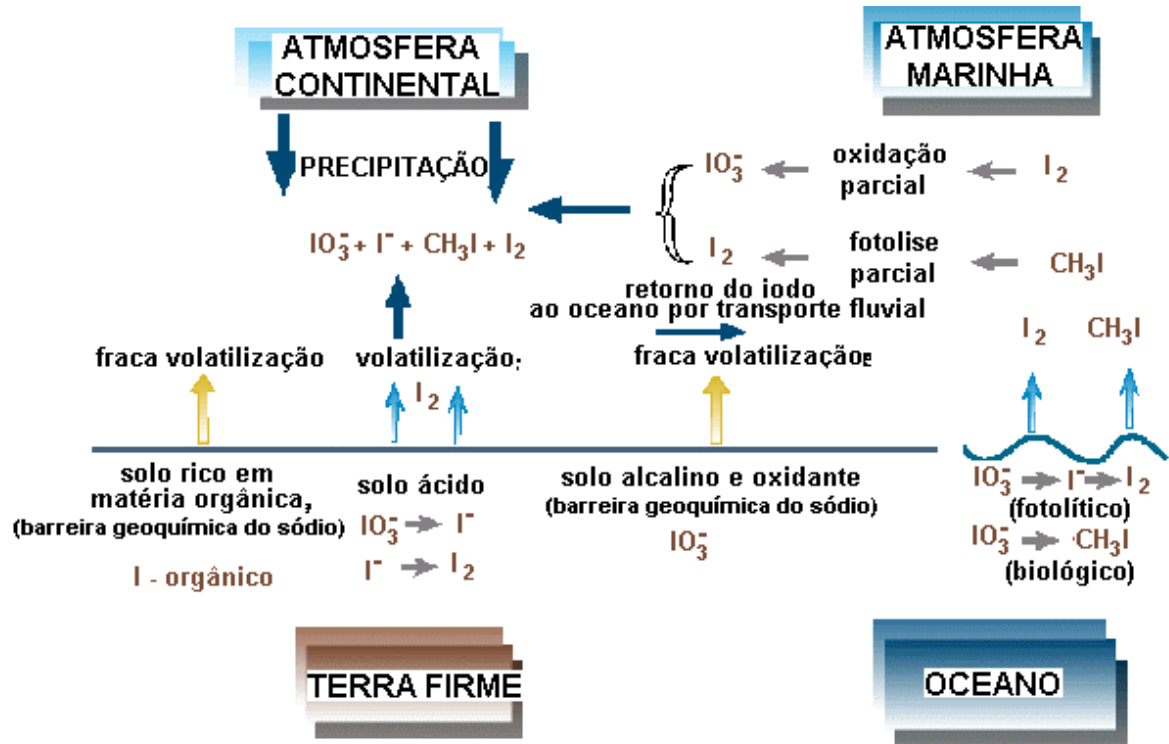 ATMOSFERA
CONTINENTAL
ATMOSFERA
MARINHA
PRECIPITAÇÃO
IO₃⁻ oxidação
parcial I₂
IO₃⁻ + I⁻ + CH₃I + I₂
I₂ fotolise
parcial CH₃I
retorno do iodo
ao oceano por transporte fluvial
I₂ CH₃I
fraca volatilização
volatilização,
I₂
fraca volatilizaçãoE
solo rico em
matéria orgânica,
(barreira geoquímica do sódio)
I - orgânico
solo ácido
IO₃⁻ → I⁻
I⁻ → I₂
solo alcalino e oxidante
(barreira geoquímica do sódio)
IO₃⁻
IO₃⁻ → I⁻ → I₂
(fotolítico)
IO₃⁻ → CH₃I
(biológico)
TERRA FIRME
OCEANO